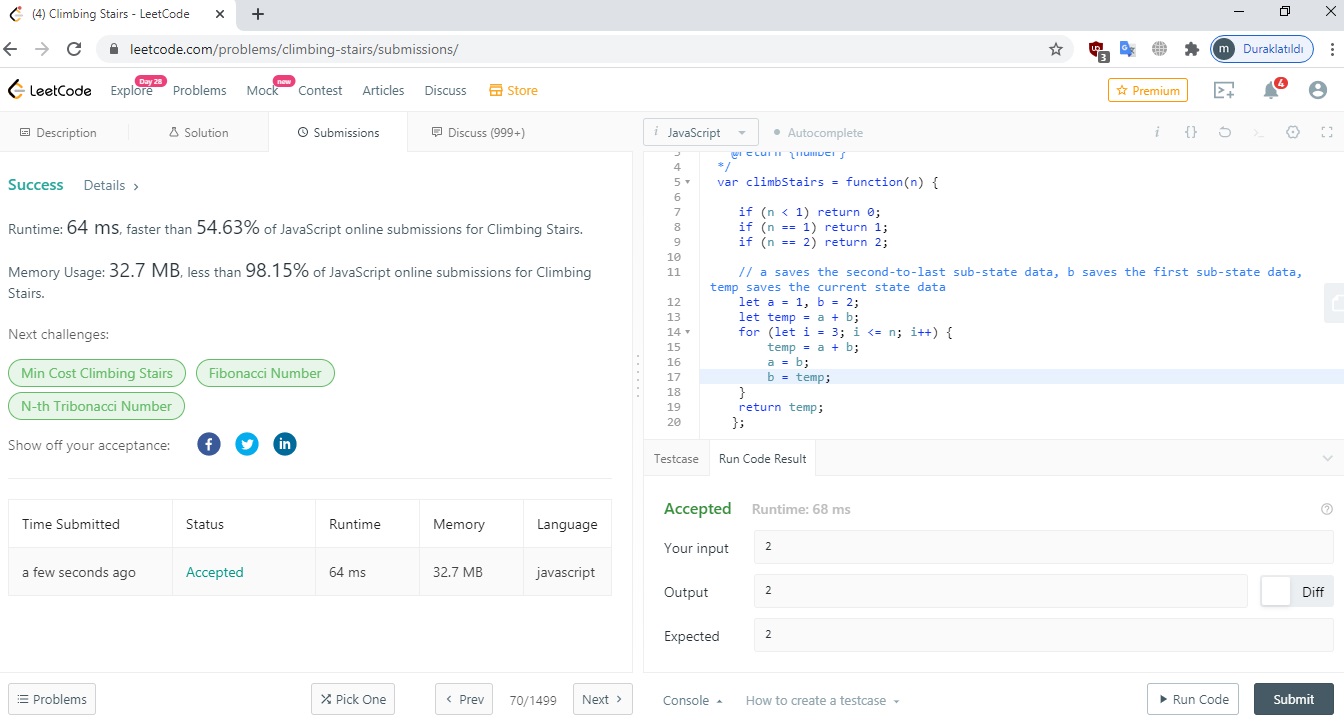 (4) Climbing Stairs - LeetCode
leetcode.com/problems/climbing-stairs/submissions/
3
m Duraklatıldı
LeetCode
Explore
Day 28
Problems
Mock
new
Contest
Articles
Discuss
Store
Premium
4
Description
Solution
Submissions
Discuss (999+)
i JavaScript
Autocomplete
i {}
Success Details >
Runtime: 64 ms, faster than 54.63% of JavaScript online submissions for Climbing Stairs.
Memory Usage: 32.7 MB, less than 98.15% of JavaScript online submissions for Climbing
Stairs.
Next challenges:
Min Cost Climbing Stairs Fibonacci Number
N-th Tribonacci Number
Show off your acceptance:
Time Submitted Status Runtime Memory Language
a few seconds ago Accepted 64 ms 32.7 MB javascript
3 @return {number}
4 */
5 var climbStairs = function(n) {
6
7 if (n < 1) return 0;
8 if (n == 1) return 1;
9 if (n == 2) return 2;
10
11 // a saves the second-to-last sub-state data, b saves the first sub-state data,
temp saves the current state data
12 let a = 1, b = 2;
13 let temp = a + b;
14 for (let i = 3; i <= n; i++) {
15 temp = a + b;
16 a = b;
17 b = temp;
18 }
19 return temp;
20 };
Testcase Run Code Result
Accepted Runtime: 68 ms
Your input 2
Output 2 Diff
Expected 2
Problems
Pick One
< Prev 70/1499 Next >
Console
How to create a testcase
Run Code
Submit